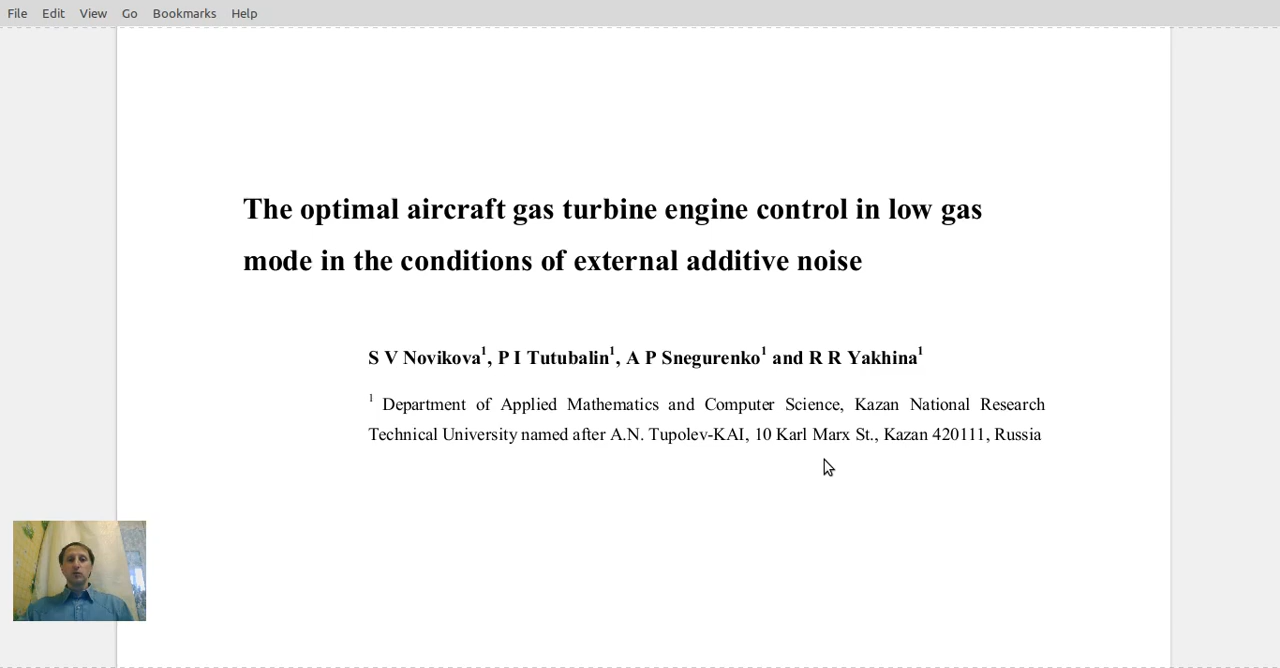 File Edit View Go Bookmarks Help
The optimal aircraft gas turbine engine control in low gas
mode in the conditions of external additive noise
S V Novikova¹, P I Tutubalin¹, A P Snegurenko¹ and R R Yakhina¹
¹ Department of Applied Mathematics and Computer Science, Kazan National Research
Technical University named after A.N. Tupolev-KAI, 10 Karl Marx St., Kazan 420111, Russia